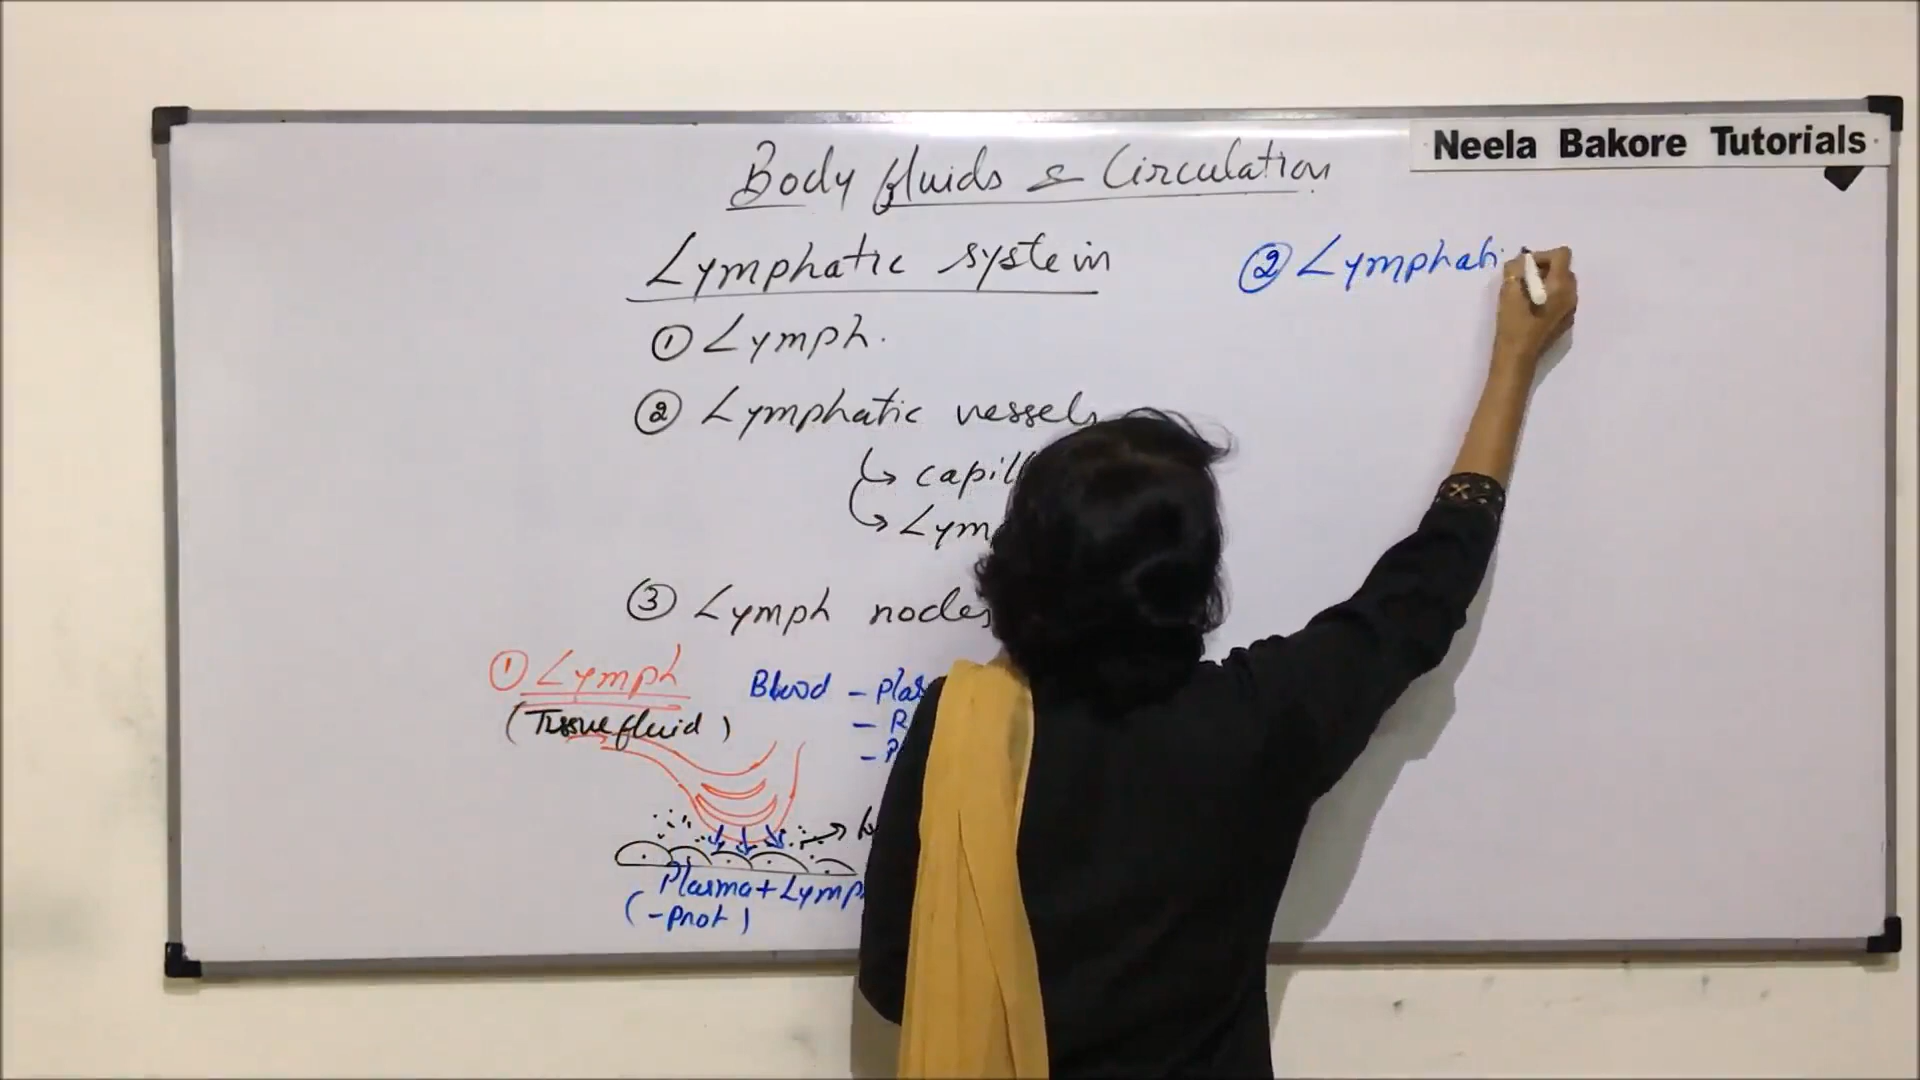 Neela Bakore Tutorials
Body fluids & Circulation
Lymphatic system
① Lymph.
② Lymphatic vessels
↳ capill
↳ Lym
③ Lymph nodes
① Lymph
(Tissue fluid)
Blood - Plas
- R
- P
Plasma + Lymp
(-prot)
② Lymphati